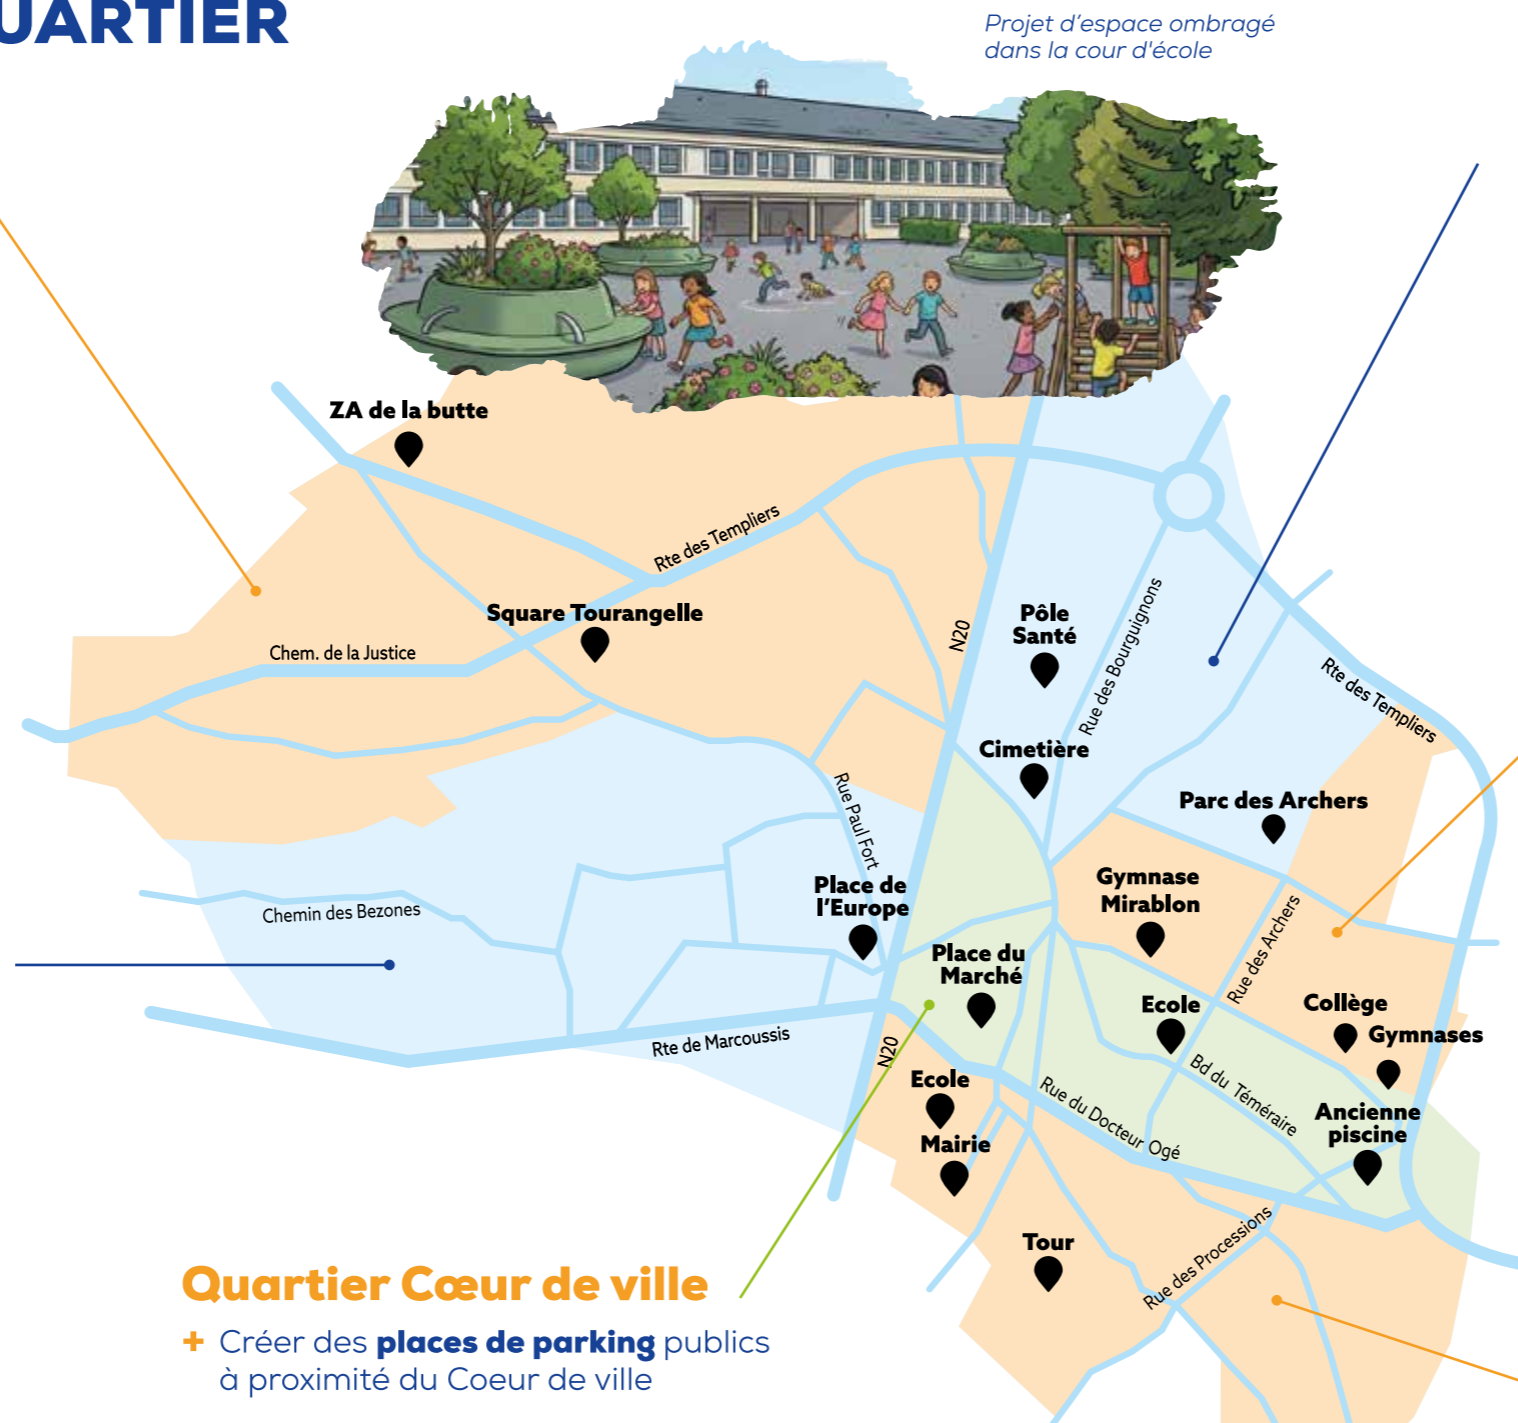 UARTIER
Projet d'espace ombragé
dans la cour d'école
ZA de la butte
Rte des Templiers
Square Tourangelle
Chem. de la Justice
N20
Pôle
Santé
Rue des Bourguignons
Rte des Templiers
Cimetière
Parc des Archers
Rue Paul Fort
Place de
l'Europe
Gymnase
Mirablon
Chemin des Bezones
Rue des Archers
Place du
Marché
Ecole
Collège
Gymnases
Rte de Marcoussis
N20
Ecole
Rue du Docteur Ogé
Bd du Téméraire
Ancienne
piscine
Mairie
Tour
Rue des Processions
Quartier Cœur de ville
+ Créer des places de parking publics
à proximité du Coeur de ville